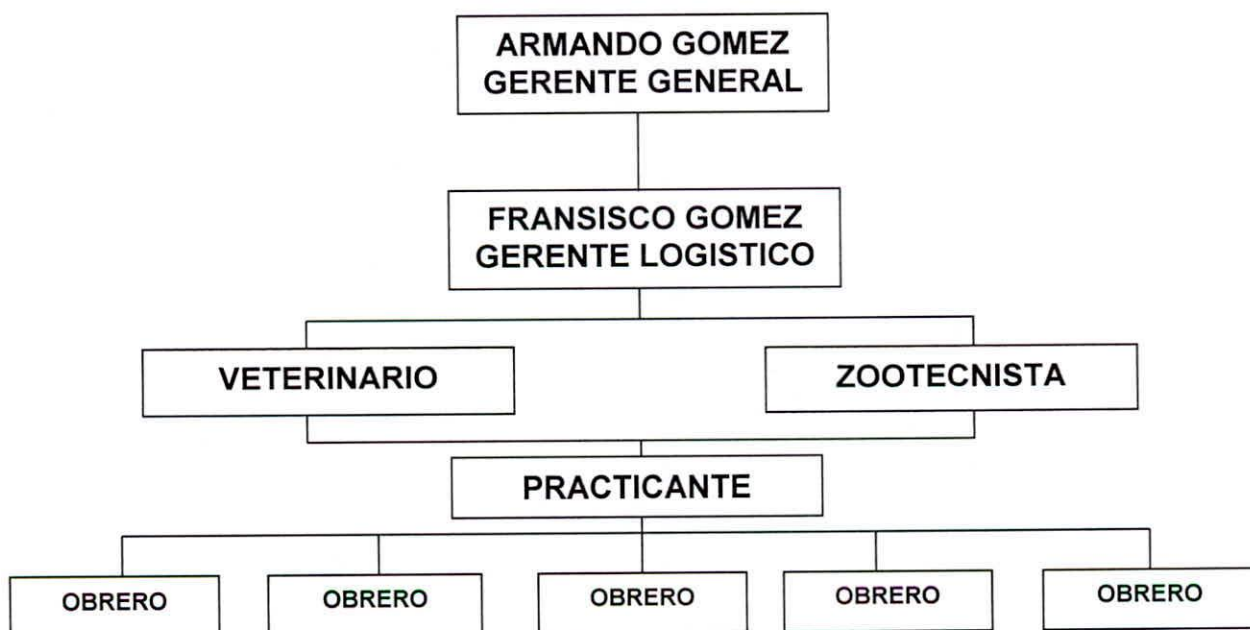 ARMANDO GOMEZ
GERENTE GENERAL
FRANSISCO GOMEZ
GERENTE LOGISTICO
VETERINARIO
ZOOTECNISTA
PRACTICANTE
OBRERO
OBRERO
OBRERO
OBRERO
OBRERO